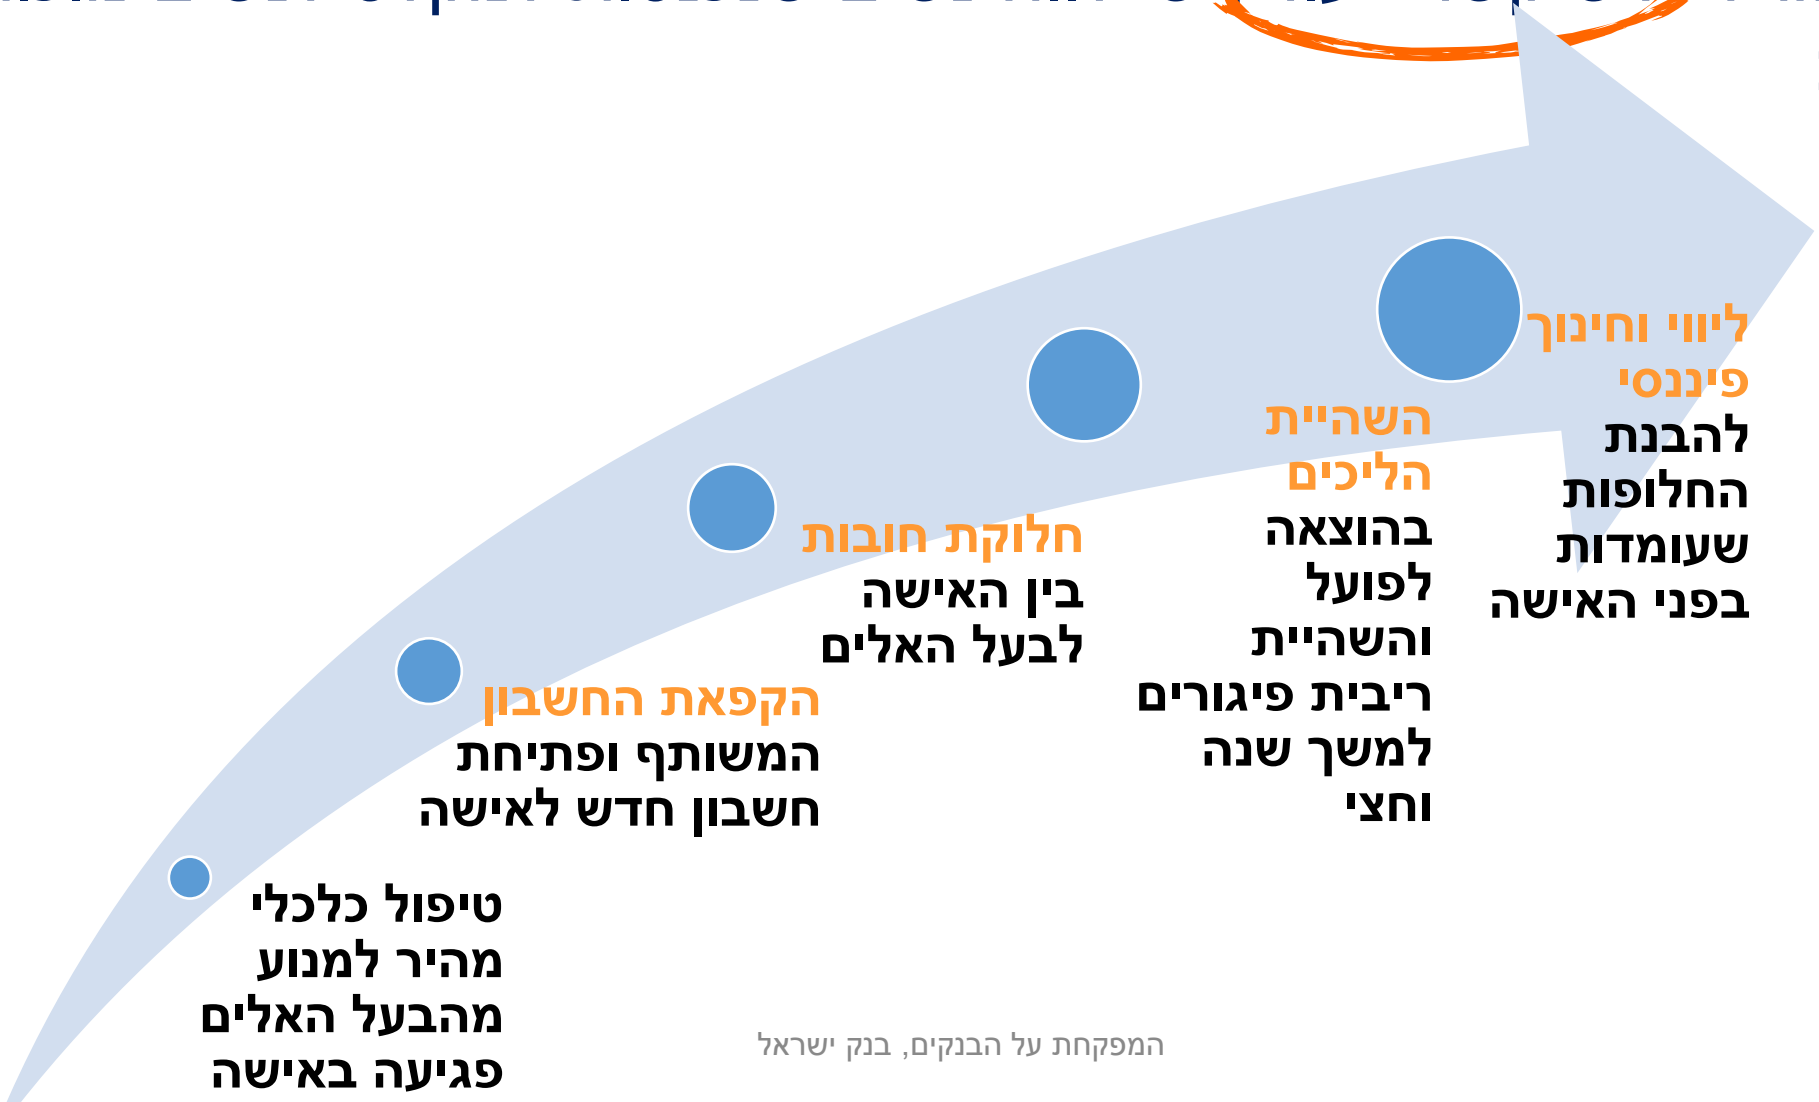 טיפול כלכלי
מהיר למנוע
מהבעל האלים
פגיעה באישה
הקפאת החשבון
המשותף ופתיחת
חשבון חדש לאישה
חלוקת חובות
בין האישה
לבעל האלים
השהיית
הליכים
בהוצאה
לפועל
והשהיית
ריבית פיגורים
למשך שנה
וחצי
ליווי וחינוך
פיננסי
להבנת
החלופות
שעומדות
בפני האישה
המפקחת על הבנקים, בנק ישראל